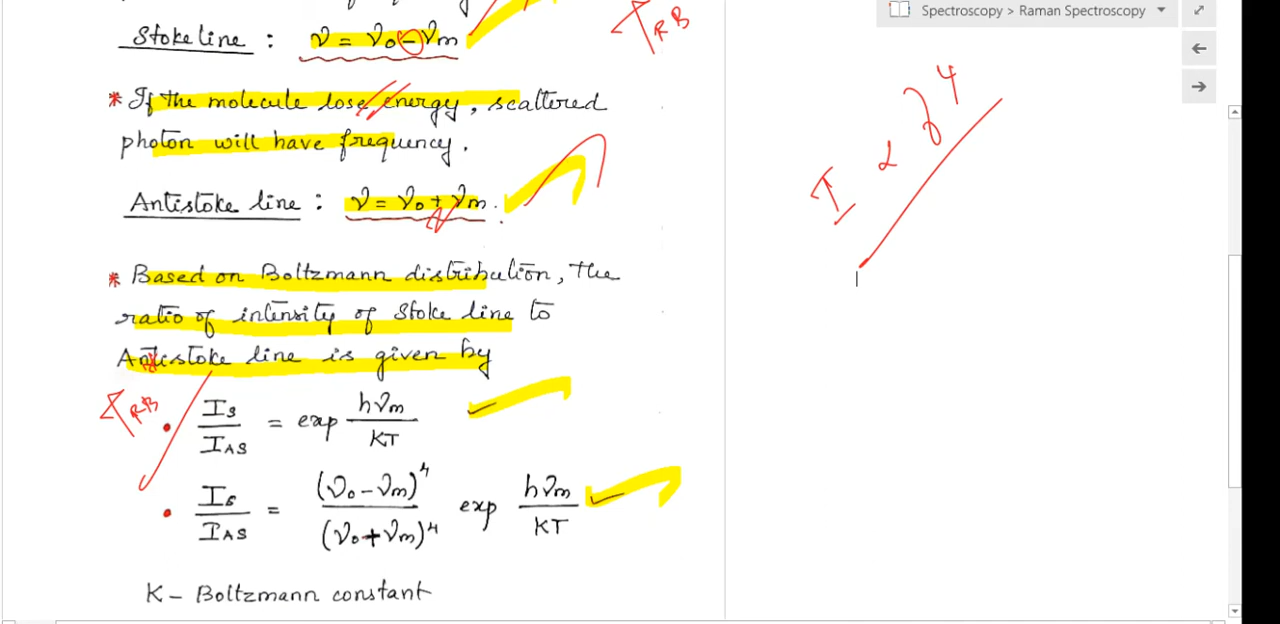 Stoke line : ν = ν₀ - νm
* If the molecule lose energy, scattered
photon will have frequency.
Antistoke line : ν = ν₀ + νm.
* Based on Boltzmann distribution, the
ratio of intensity of Stoke line to
Antistoke line is given by
• Is/IAS = exp hνm/KT
• Is/IAS = (ν₀-νm)⁴/(ν₀+νm)⁴ exp hνm/KT
K - Boltzmann constant
RB
RB
Spectroscopy > Raman Spectroscopy
I α ϑ⁴